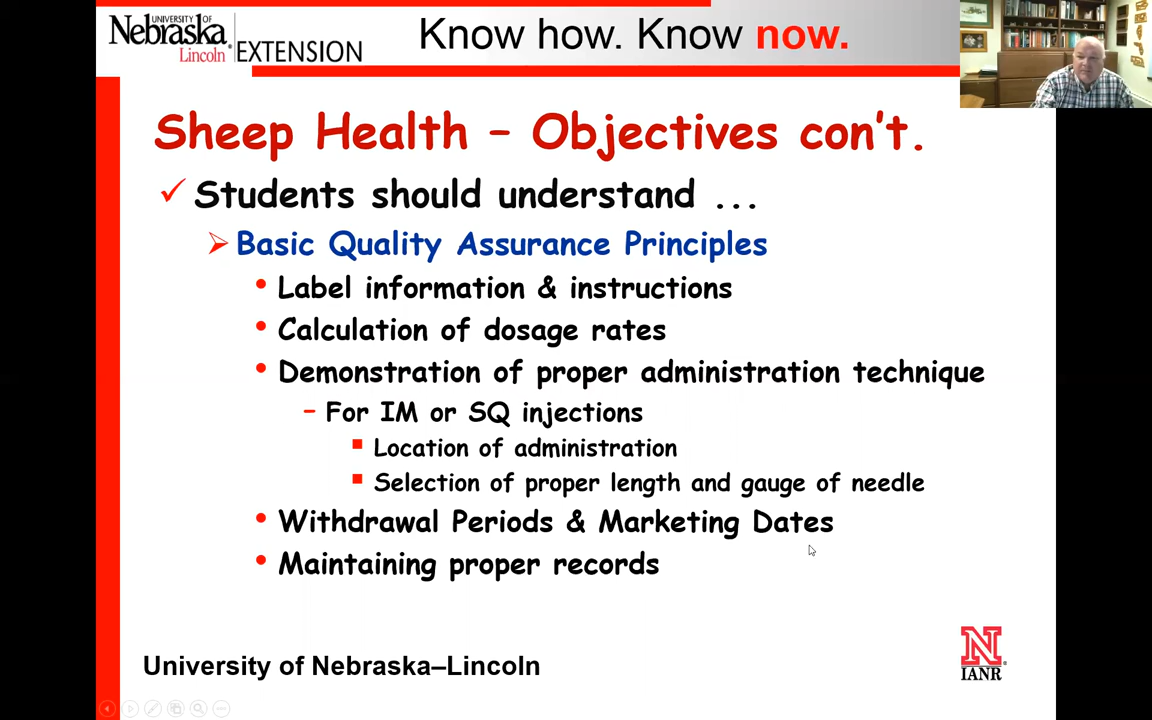 UNIVERSITY OF
Nebraska
Lincoln
EXTENSION
Know how. Know now.
Sheep Health – Objectives con't.
Students should understand ...
Basic Quality Assurance Principles
Label information & instructions
Calculation of dosage rates
Demonstration of proper administration technique
– For IM or SQ injections
Location of administration
Selection of proper length and gauge of needle
Withdrawal Periods & Marketing Dates
Maintaining proper records
University of Nebraska–Lincoln
N
IANR